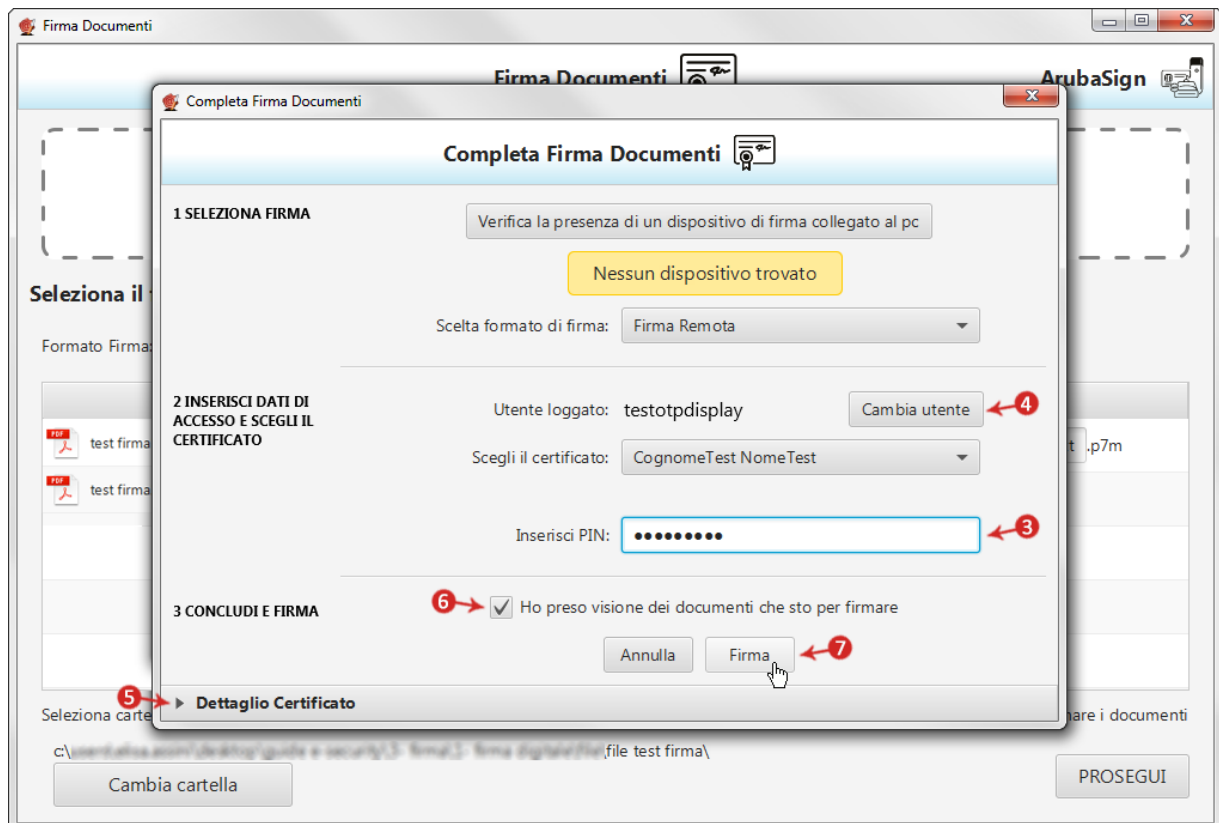 Firma Documenti
Firma Documenti
ArubaSign
Completa Firma Documenti
Completa Firma Documenti
1 SELEZIONA FIRMA
Verifica la presenza di un dispositivo di firma collegato al pc
Nessun dispositivo trovato
Seleziona il
Scelta formato di firma: Firma Remota
Formato Firma:
2 INSERISCI DATI DI
ACCESSO E SCEGLI IL
CERTIFICATO
Utente loggato: testotpdisplay Cambia utente 4
Scegli il certificato: CognomeTest NomeTest
test firma
t .p7m
test firma
Inserisci PIN: ••••••••• 3
3 CONCLUDI E FIRMA
6 Ho preso visione dei documenti che sto per firmare
Annulla Firma 7
5 Dettaglio Certificato
Seleziona carte
i documenti
c:\
\file test firma\
Cambia cartella
PROSEGUI